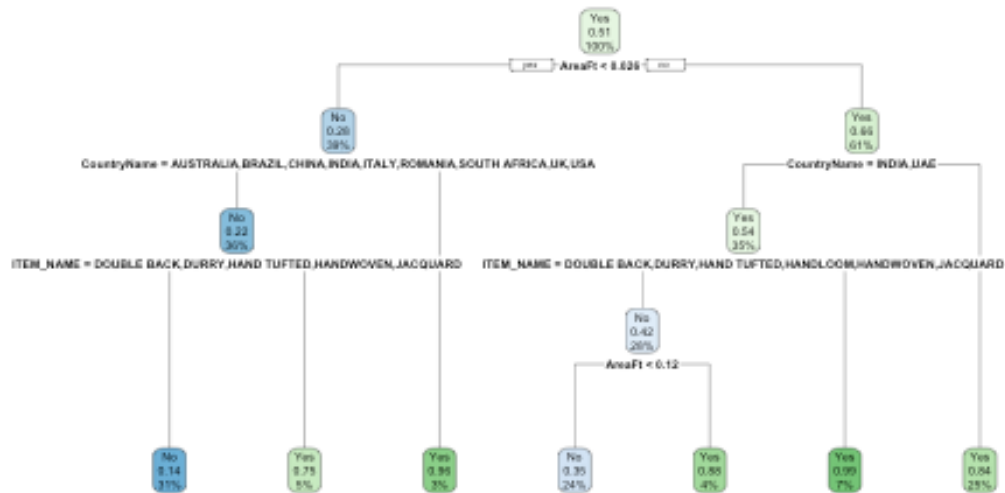 Yes
0.51
100%
yes AreaFt < 0.026 no
No
0.28
39%
Yes
0.66
61%
CountryName = AUSTRALIA,BRAZIL,CHINA,INDIA,ITALY,ROMANIA,SOUTH AFRICA,UK,USA
CountryName = INDIA,UAE
No
0.22
36%
Yes
0.54
35%
ITEM_NAME = DOUBLE BACK,DURRY,HAND TUFTED,HANDWOVEN,JACQUARD
ITEM_NAME = DOUBLE BACK,DURRY,HAND TUFTED,HANDLOOM,HANDWOVEN,JACQUARD
No
0.42
28%
AreaFt < 0.12
No
0.14
31%
Yes
0.75
5%
Yes
0.96
3%
No
0.35
24%
Yes
0.88
4%
Yes
0.99
7%
Yes
0.84
25%